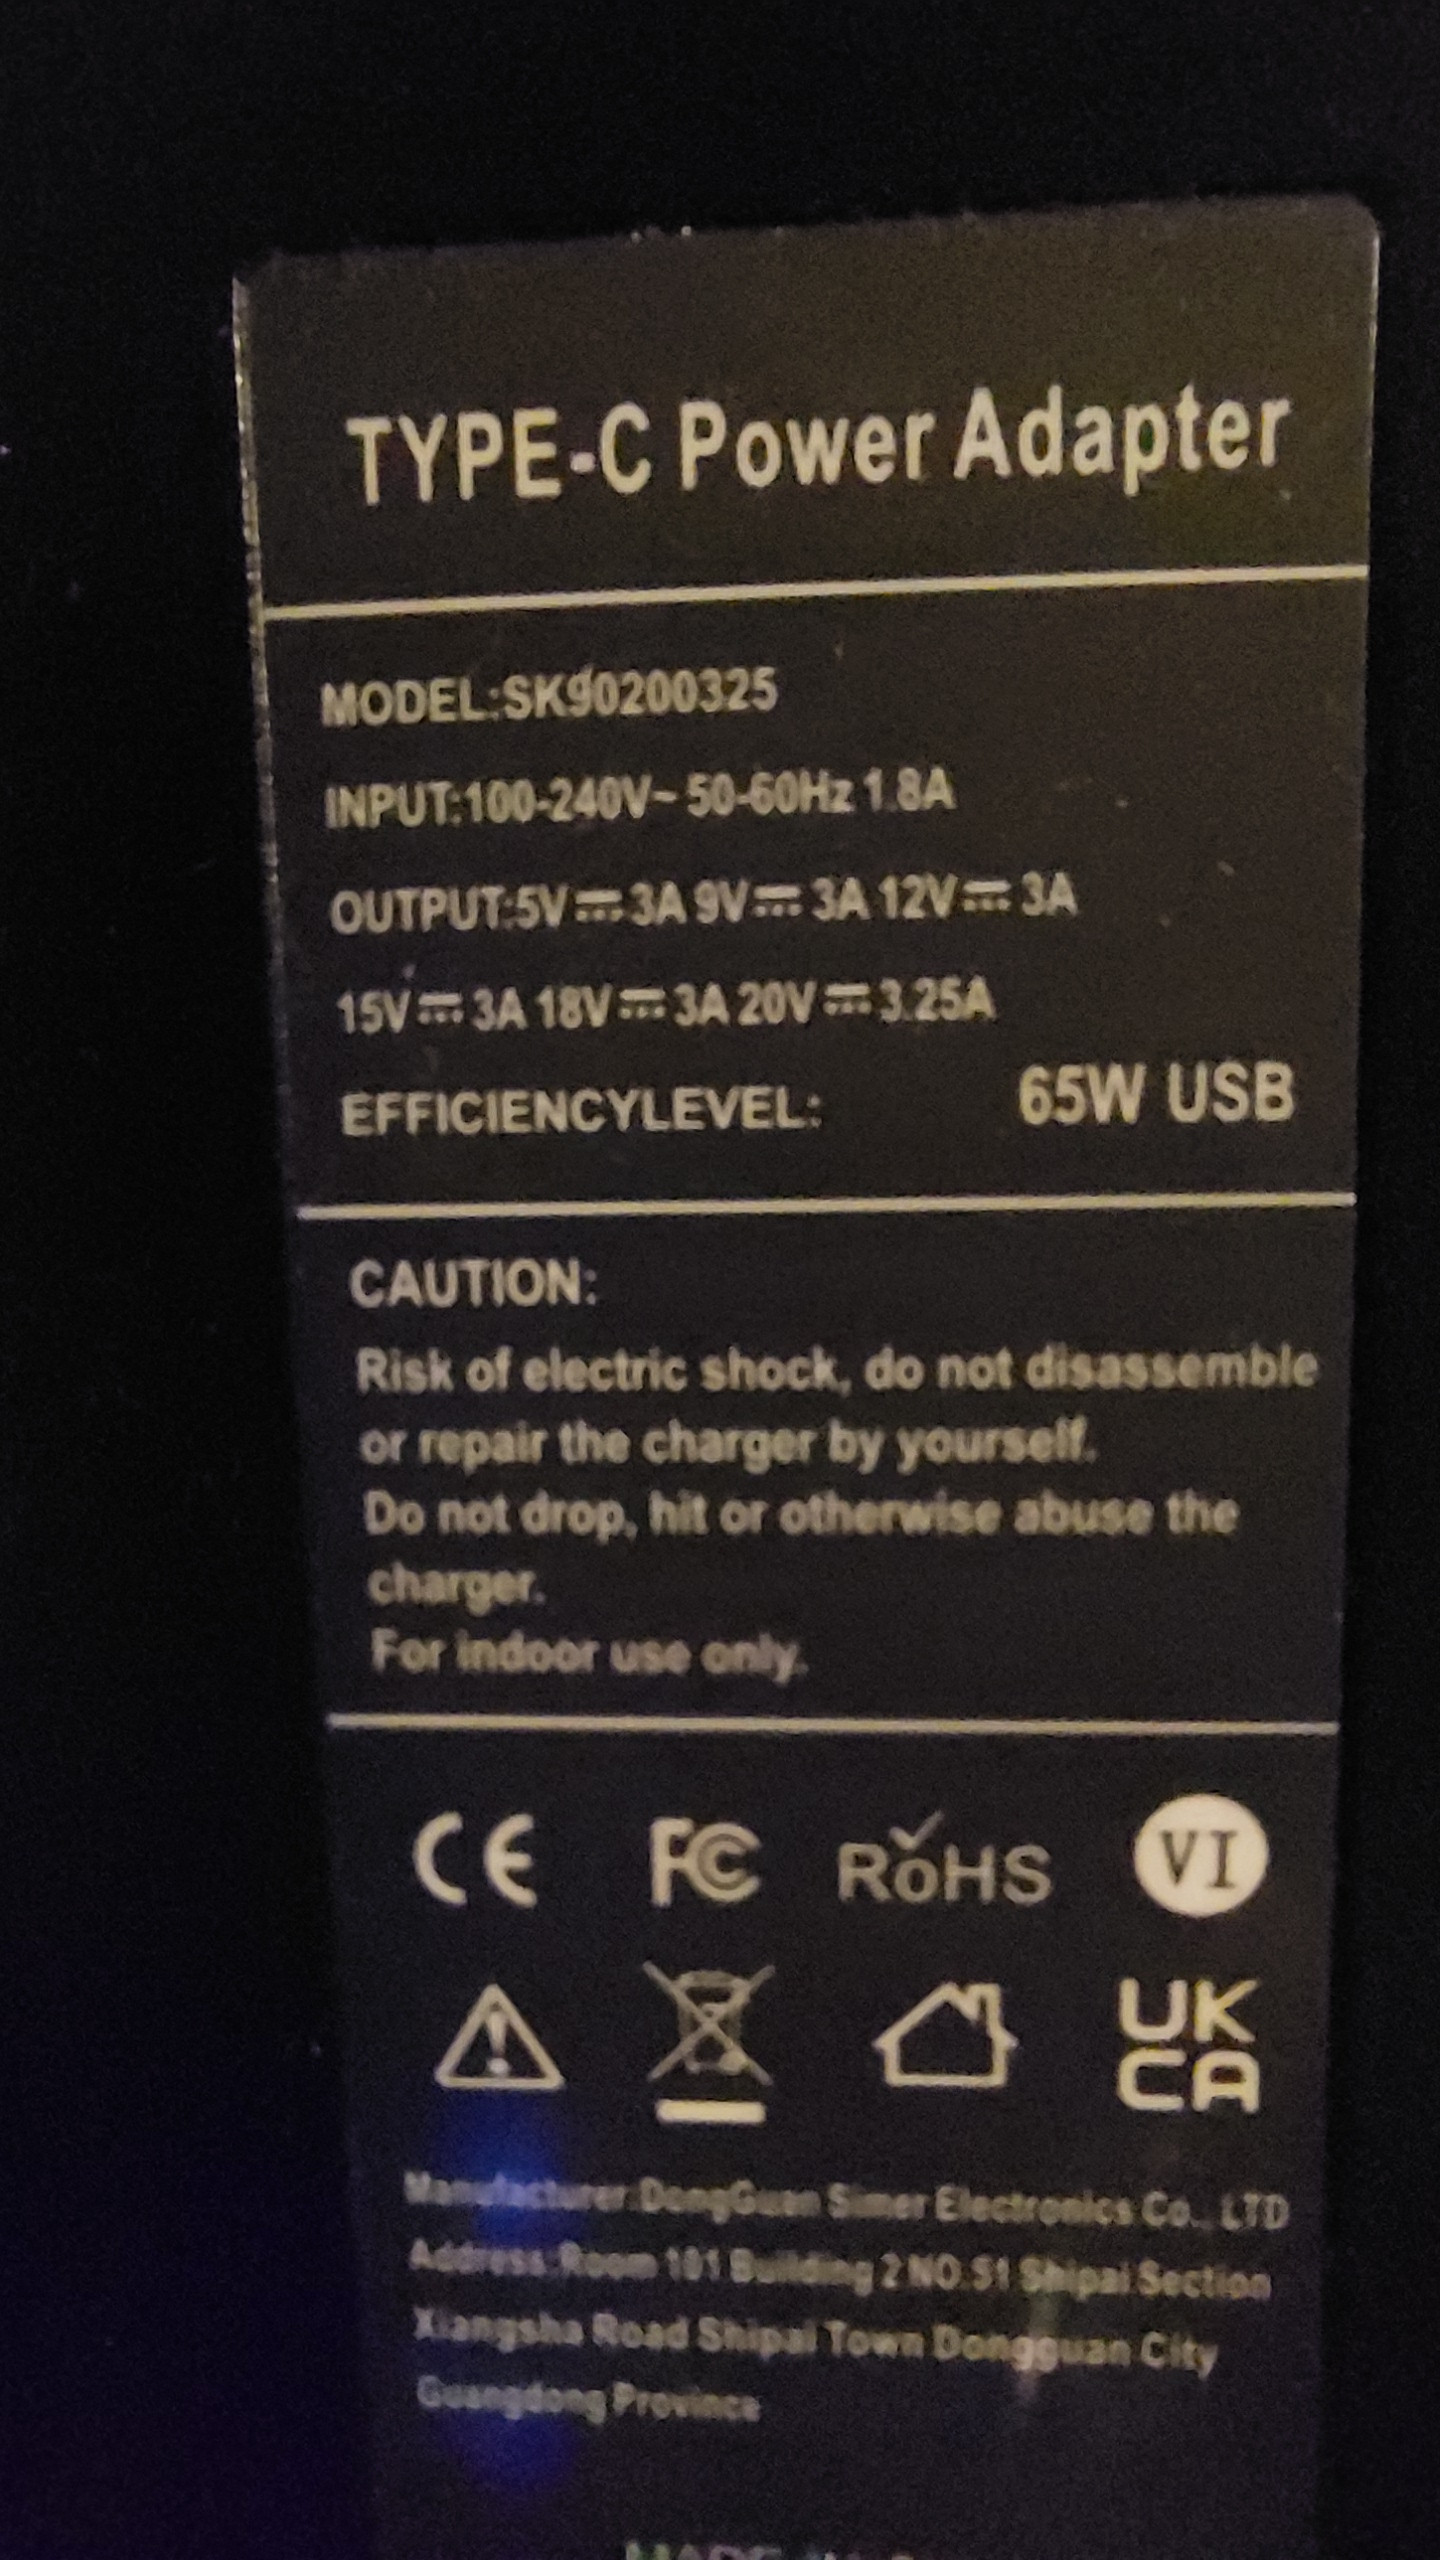 TYPE-C Power Adapter
MODEL:SK90200325
INPUT:100-240V~ 50-60Hz 1.8A
OUTPUT:5V⎓3A 9V⎓3A 12V⎓3A
15V⎓3A 18V⎓3A 20V⎓3.25A
EFFICIENCYLEVEL: 65W USB
CAUTION:
Risk of electric shock, do not disassemble
or repair the charger by yourself.
Do not drop, hit or otherwise abuse the
charger.
For indoor use only.
CE FC RoHS VI
UK
CA
Manufacturer:DongGuan Simer Electronics Co., LTD
Address:Room 101 Building 2 NO.51 Shipai Section
Xiangsha Road Shipai Town Dongguan City
Guangdong Province